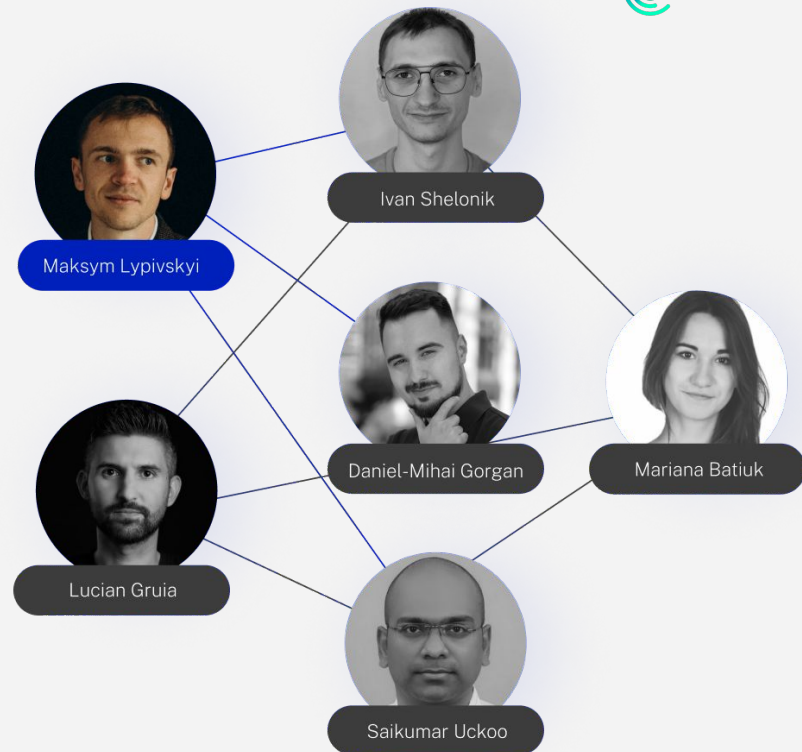 Ivan Shelonik
Maksym Lypivskyi
Daniel-Mihai Gorgan
Mariana Batiuk
Lucian Gruia
Saikumar Uckoo